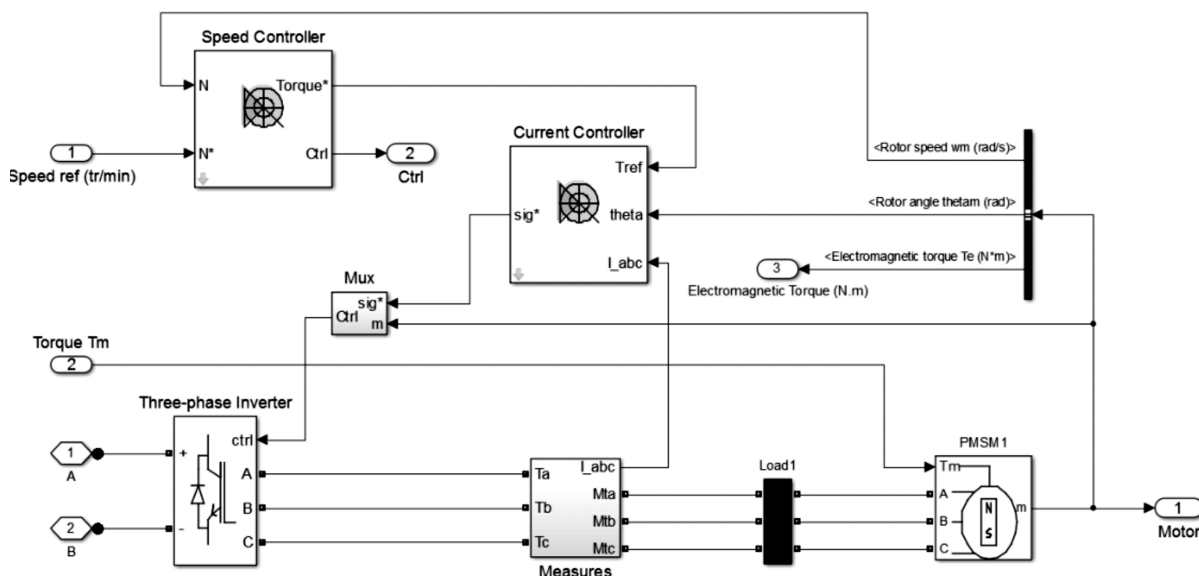 Speed Controller
N
Torque*
N*
Ctrl
1
Speed ref (tr/min)
2
Ctrl
Current Controller
Tref
sig*
theta
I_abc
<Rotor speed wm (rad/s)>
<Rotor angle thetam (rad)>
<Electromagnetic torque Te (N*m)>
3
Electromagnetic Torque (N.m)
Mux
sig*
Ctrl
m
Torque Tm
2
Three-phase Inverter
ctrl
+
A
B
-
C
1
A
2
B
I_abc
Ta
Mta
Tb
Mtb
Tc
Mtc
Measures
Load1
PMSM1
Tm
A
B
C
N
S
m
1
Motor